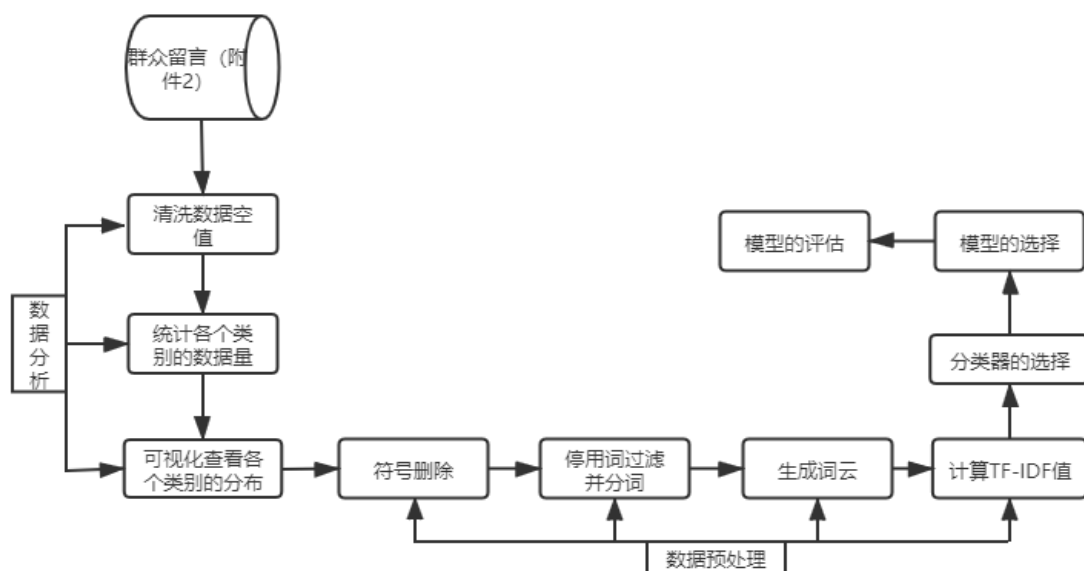 群众留言（附
件2）
清洗数据空
值
统计各个类
别的数据量
数
据
分
析
可视化查看各
个类别的分布
符号删除
停用词过滤
并分词
生成词云
计算TF-IDF值
数据预处理
分类器的选择
模型的选择
模型的评估